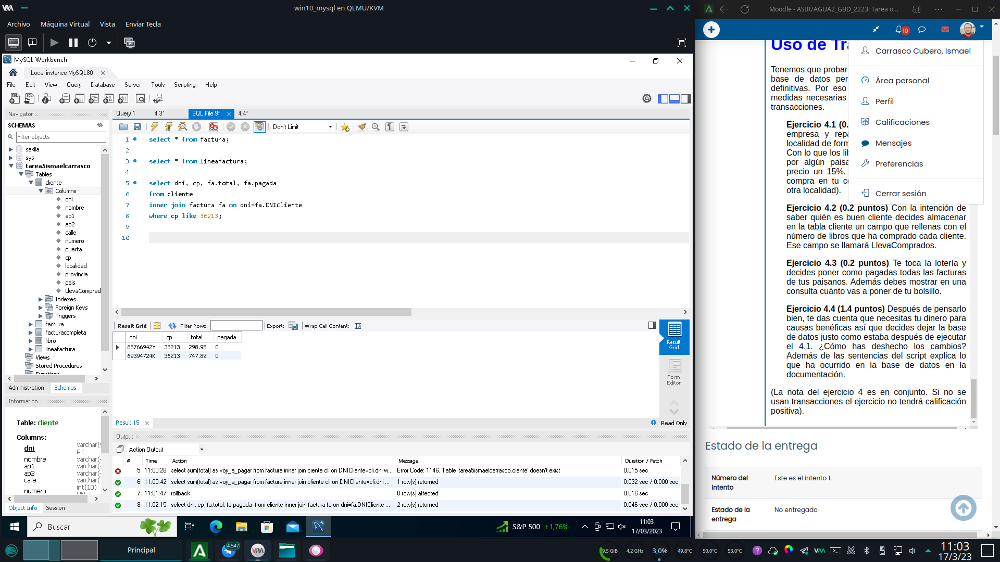 win10_mysql en QEMU/KVM
Archivo Máquina Virtual Vista Enviar Tecla
MySQL Workbench
Local instance MySQL80
File Edit View Query Database Server Tools Scripting Help
Navigator
SCHEMAS
Filter objects
sakila
sys
tarea5ismaelcarrasco
Tables
cliente
Columns
dni
nombre
ap1
ap2
calle
numero
puerta
cp
localidad
provincia
pais
LlevaComprad
Indexes
Foreign Keys
Triggers
factura
facturacompleta
libro
lineafactura
Views
Stored Procedures
Functions
Administration Schemas
Information
Table: cliente
Columns:
dni varchar(9
PK
nombre varchar(
ap1 varchar(
ap2 varchar(
calle varchar(
numero int(10)
UN
Object Info Session
Query 1 4.3* SQL File 9* 4.4*
Don't Limit
1 select * from factura;
2
3 select * from lineafactura;
4
5 select dni, cp, fa.total, fa.pagada
6 from cliente
7 inner join factura fa on dni=fa.DNICliente
8 where cp like 36213;
9
10
Result Grid Filter Rows: Export: Wrap Cell Content:
dni cp total pagada
88766942Y 36213 298.95 0
69394724K 36213 747.82 0
Result Grid
Form Editor
Result 15 Read Only
Output
Action Output
# Time Action Message Duration / Fetch
5 11:00:28 select sum(total) as voy_a_pagar from factura inner join ciente cli on DNICliente=cli.dni w... Error Code: 1146. Table 'tarea5ismaelcarrasco.ciente' doesn't exist 0.015 sec
6 11:00:42 select sum(total) as voy_a_pagar from factura inner join cliente cli on DNICliente=cli.dni ... 1 row(s) returned 0.032 sec / 0.000 sec
7 11:01:47 rollback 0 row(s) affected 0.016 sec
8 11:02:15 select dni, cp, fa.total, fa.pagada from cliente inner join factura fa on dni=fa.DNICliente ... 2 row(s) returned 0.046 sec / 0.000 sec
Buscar
S&P 500 +1,76%
11:03
17/03/2023
Moodle - ASIR/AGUA2_GBD_2223: Tarea o...
10
Carrasco Cubero, Ismael
Área personal
Perfil
Calificaciones
Mensajes
Preferencias
Cerrar sesión
Uso de Tra
Tenemos que probar
base de datos per
definitivas. Por eso
medidas necesarias
transacciones.
Ejercicio 4.1 (0.
empresa y repa
localidad de form
Con lo que los lib
por algún paisa
precio un 15%.
compra en tu co
otra localidad).
Ejercicio 4.2 (0.2 puntos) Con la intención de
saber quién es buen cliente decides almacenar
en la tabla cliente un campo que rellenas con el
número de libros que ha comprado cada cliente.
Ese campo se llamará LlevaComprados.
Ejercicio 4.3 (0.2 puntos) Te toca la lotería y
decides poner como pagadas todas las facturas
de tus paisanos. Además debes mostrar en una
consulta cuánto vas a poner de tu bolsillo.
Ejercicio 4.4 (1.4 puntos) Después de pensarlo
bien, te das cuenta que necesitas tu dinero para
causas benéficas así que decides dejar la base
de datos justo como estaba después de ejecutar
el 4.1. ¿Cómo has deshecho los cambios?
Además de las sentencias del script explica lo
que ha ocurrido en la base de datos en la
documentación.
(La nota del ejercicio 4 es en conjunto. Si no se
usan transacciones el ejercicio no tendrá calificación
positiva).
Estado de la entrega
Número del intento Este es el intento 1.
Estado de la entrega No entregado
Principal
4.547
9,5 GiB 4,2 GHz 3,0% 49,8°C 50,0°C 53,0°C
11:03
17/3/23